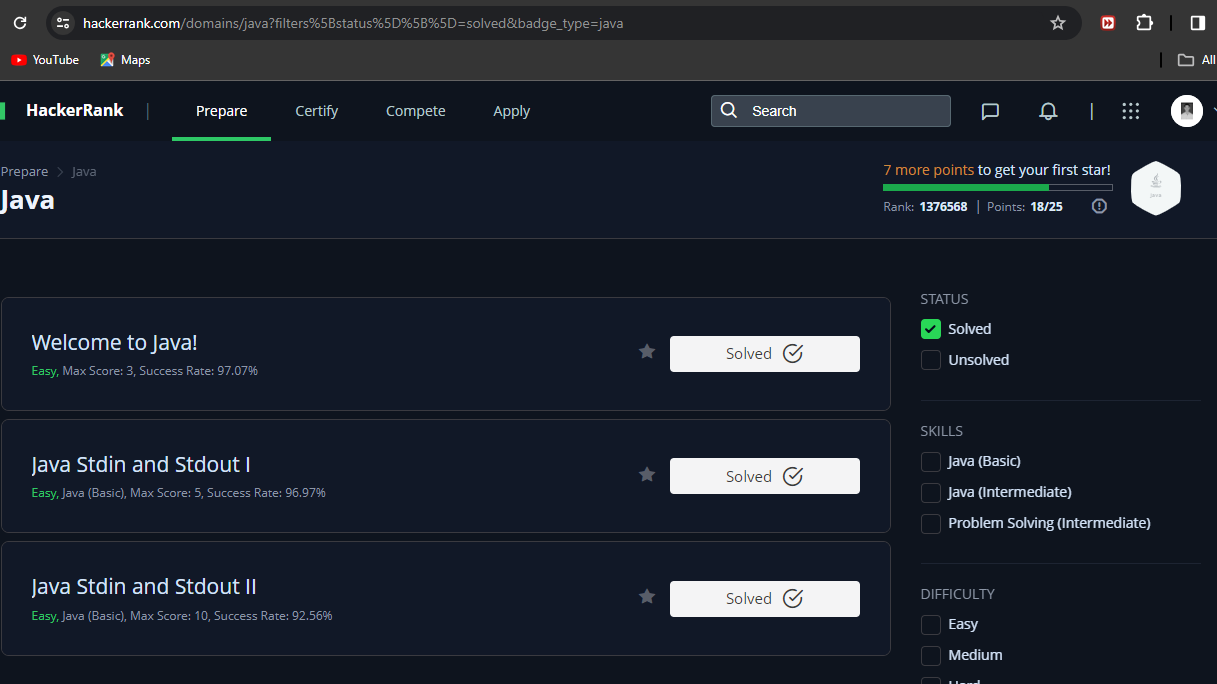 hackerrank.com/domains/java?filters%5Bstatus%5D%5B%5D=solved&badge_type=java
YouTube Maps All
HackerRank | Prepare Certify Compete Apply Search
Prepare > Java
Java
7 more points to get your first star!
Rank: 1376568 | Points: 18/25
Java
Welcome to Java!
Easy, Max Score: 3, Success Rate: 97.07%
Solved
Java Stdin and Stdout I
Easy, Java (Basic), Max Score: 5, Success Rate: 96.97%
Solved
Java Stdin and Stdout II
Easy, Java (Basic), Max Score: 10, Success Rate: 92.56%
Solved
STATUS
Solved
Unsolved
SKILLS
Java (Basic)
Java (Intermediate)
Problem Solving (Intermediate)
DIFFICULTY
Easy
Medium
Hard